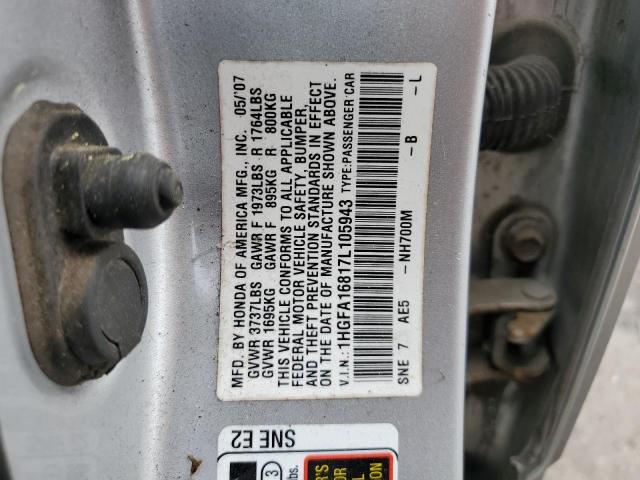 MFD. BY HONDA OF AMERICA MFG., INC. 05/'07
GVWR 3737LBS GAWR F 1973LBS R 1764LBS
GVWR 1695KG GAWR F 895KG R 800KG
THIS VEHICLE CONFORMS TO ALL APPLICABLE
FEDERAL MOTOR VEHICLE SAFETY, BUMPER,
AND THEFT PREVENTION STANDARDS IN EFFECT
ON THE DATE OF MANUFACTURE SHOWN ABOVE.
V.I.N.: 1HGFA16817L105943 TYPE:PASSENGER CAR
SNE 7 AE5 -NH700M -B -L
SNE E2
3
lbs.